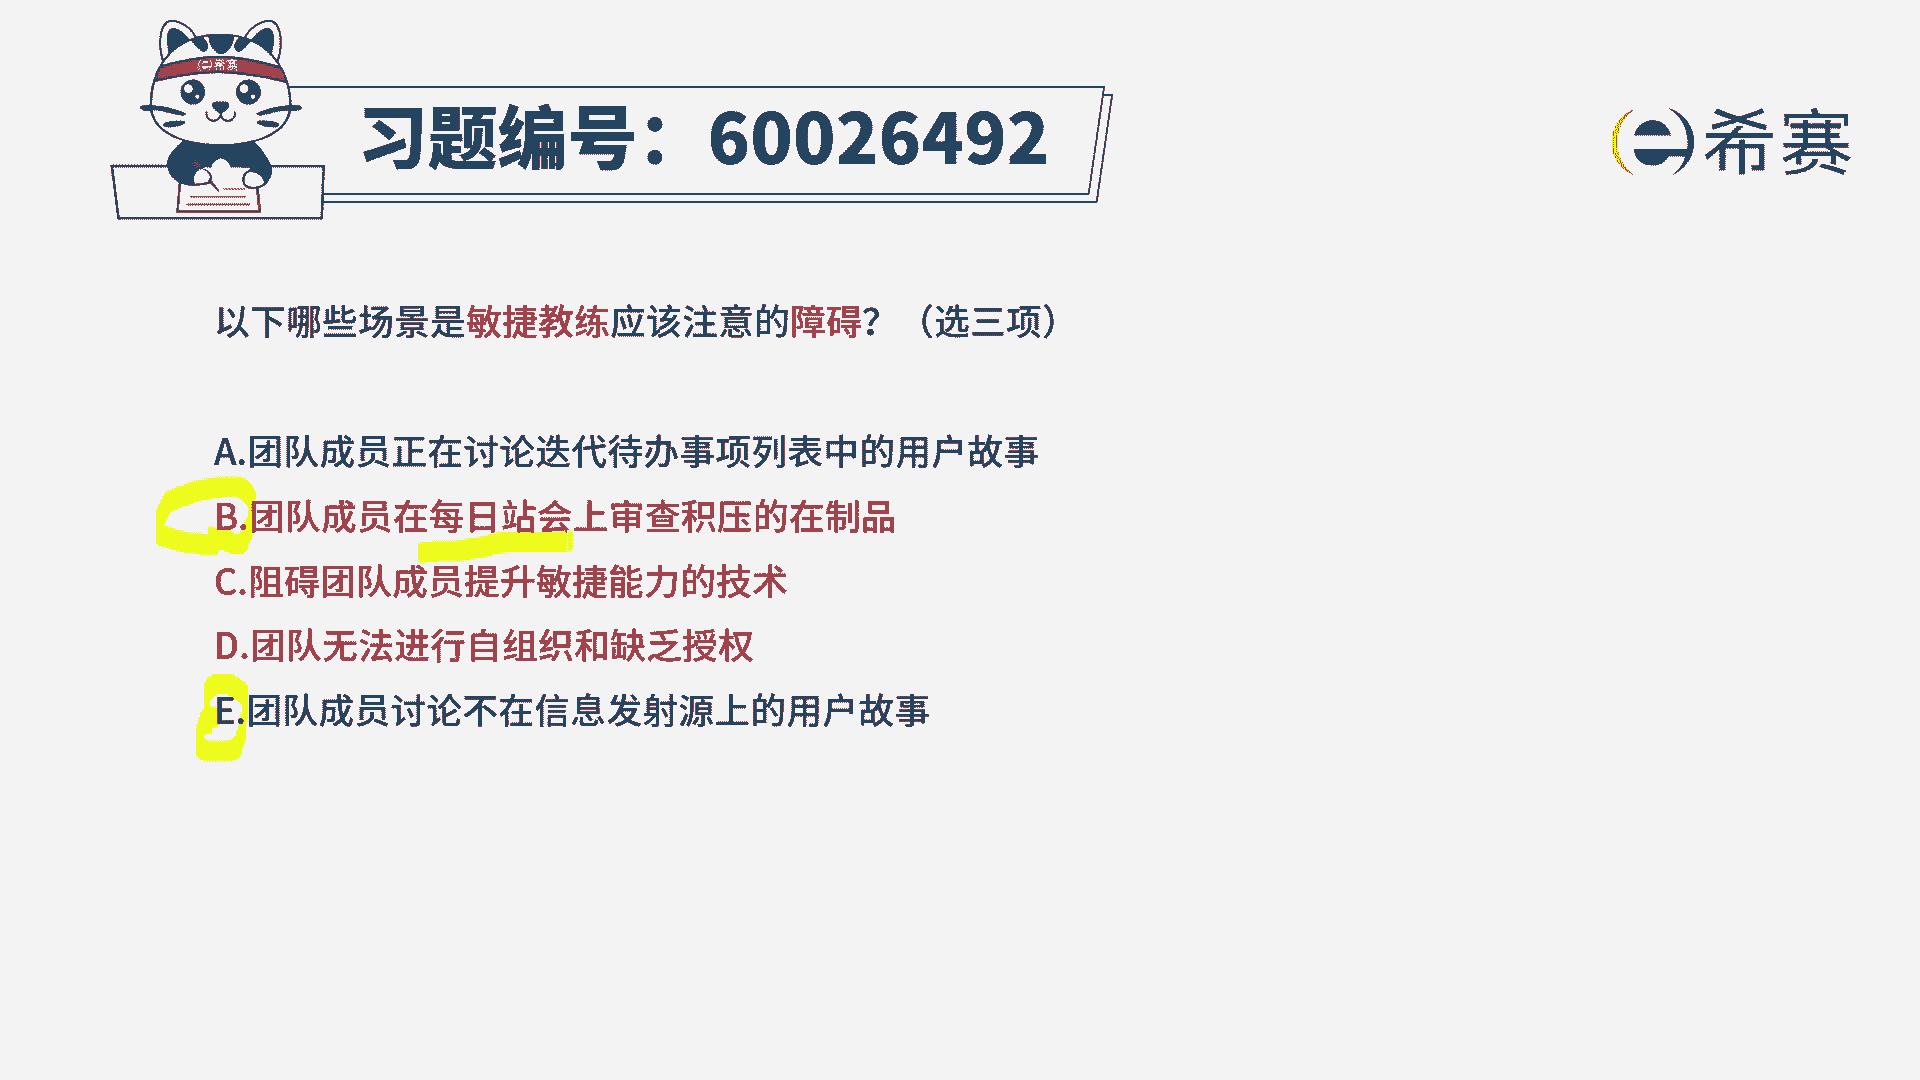 e希赛
习题编号：60026492
e希赛
以下哪些场景是敏捷教练应该注意的障碍？（选三项）
A.团队成员正在讨论迭代待办事项列表中的用户故事
B.团队成员在每日站会上审查积压的在制品
C.阻碍团队成员提升敏捷能力的技术
D.团队无法进行自组织和缺乏授权
E.团队成员讨论不在信息发射源上的用户故事